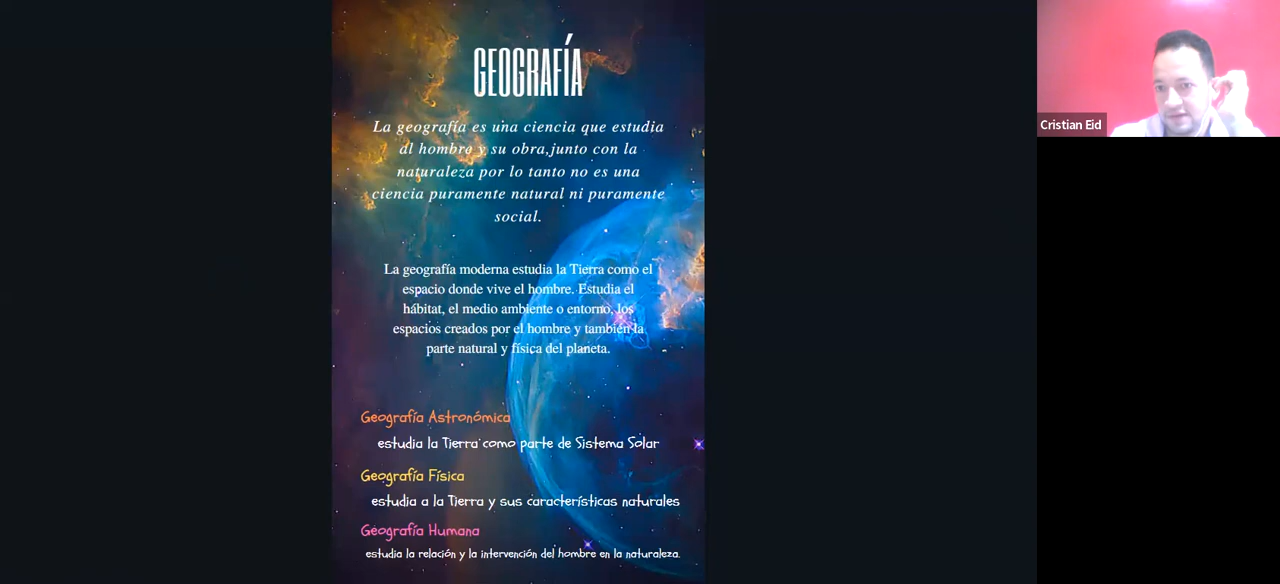 GEOGRAFÍA
La geografía es una ciencia que estudia
al hombre y su obra,junto con la
naturaleza por lo tanto no es una
ciencia puramente natural ni puramente
social.
La geografía moderna estudia la Tierra como el
espacio donde vive el hombre. Estudia el
hábitat, el medio ambiente o entorno, los
espacios creados por el hombre y también la
parte natural y física del planeta.
Geografía Astronómica
estudia la Tierra como parte de Sistema Solar
Geografía Física
estudia a la Tierra y sus características naturales
Geografía Humana
estudia la relación y la intervención del hombre en la naturaleza.
Cristian Eid